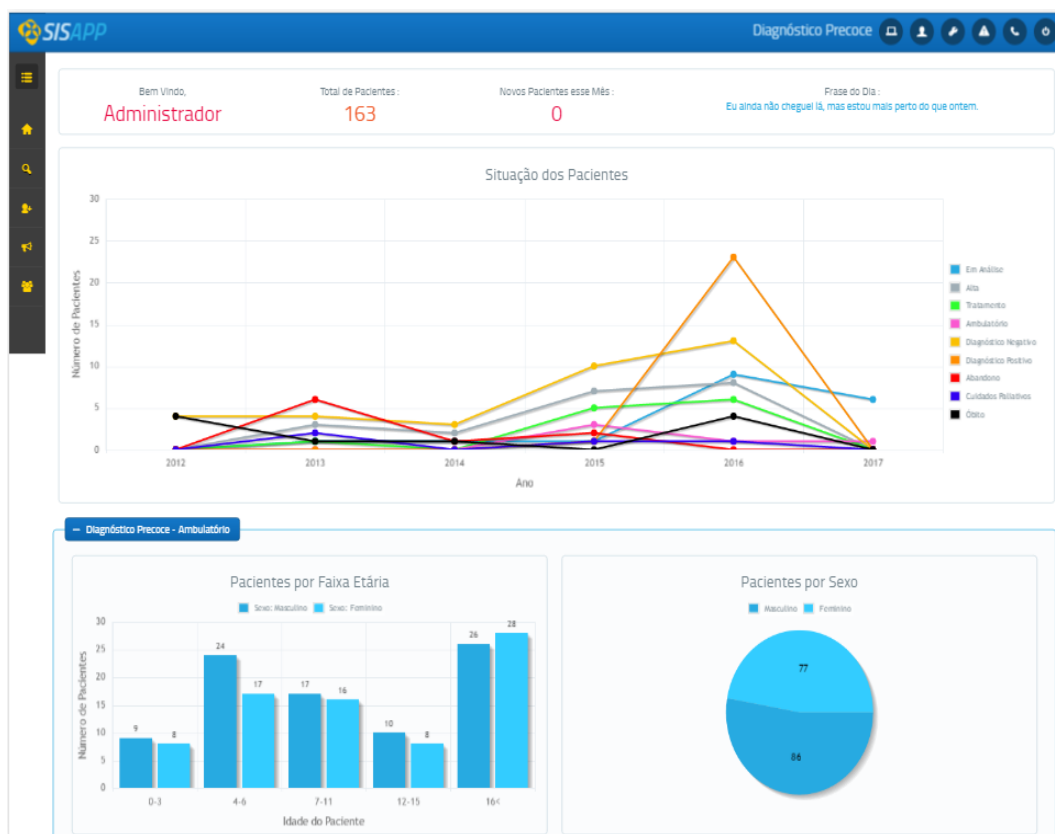 SISAPP
Diagnóstico Precoce
Bem Vindo,
Administrador
Total de Pacientes :
163
Novos Pacientes esse Mês :
0
Frase do Dia :
Eu ainda não cheguei lá, mas estou mais perto do que ontem.
Situação dos Pacientes
Número de Pacientes
30
25
20
15
10
5
0
2012 2013 2014 2015 2016 2017
Ano
Em Análise
Alta
Tratamento
Ambulatório
Diagnóstico Negativo
Diagnóstico Positivo
Abandono
Cuidados Paliativos
Óbito
Diagnóstico Precoce - Ambulatório
Pacientes por Faixa Etária
Sexo: Masculino Sexo: Feminino
Número de Pacientes
30
25
20
15
10
5
0
9 8 24 17 17 16 10 8 26 28
0-3 4-6 7-11 12-15 16<
Idade do Paciente
Pacientes por Sexo
Masculino Feminino
77
86